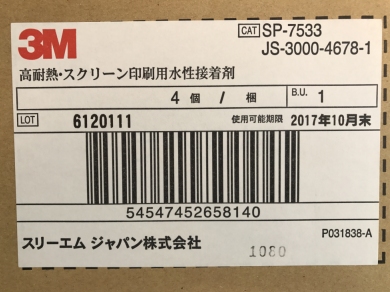 3M
CAT SP-7533
JS-3000-4678-1
高耐熱・スクリーン印刷用水性接着剤
4 個 / 梱 B.U. 1
LOT 6120111 使用可能期限 2017年10月末
54547452658140
スリーエム ジャパン株式会社 P031838-A
1080